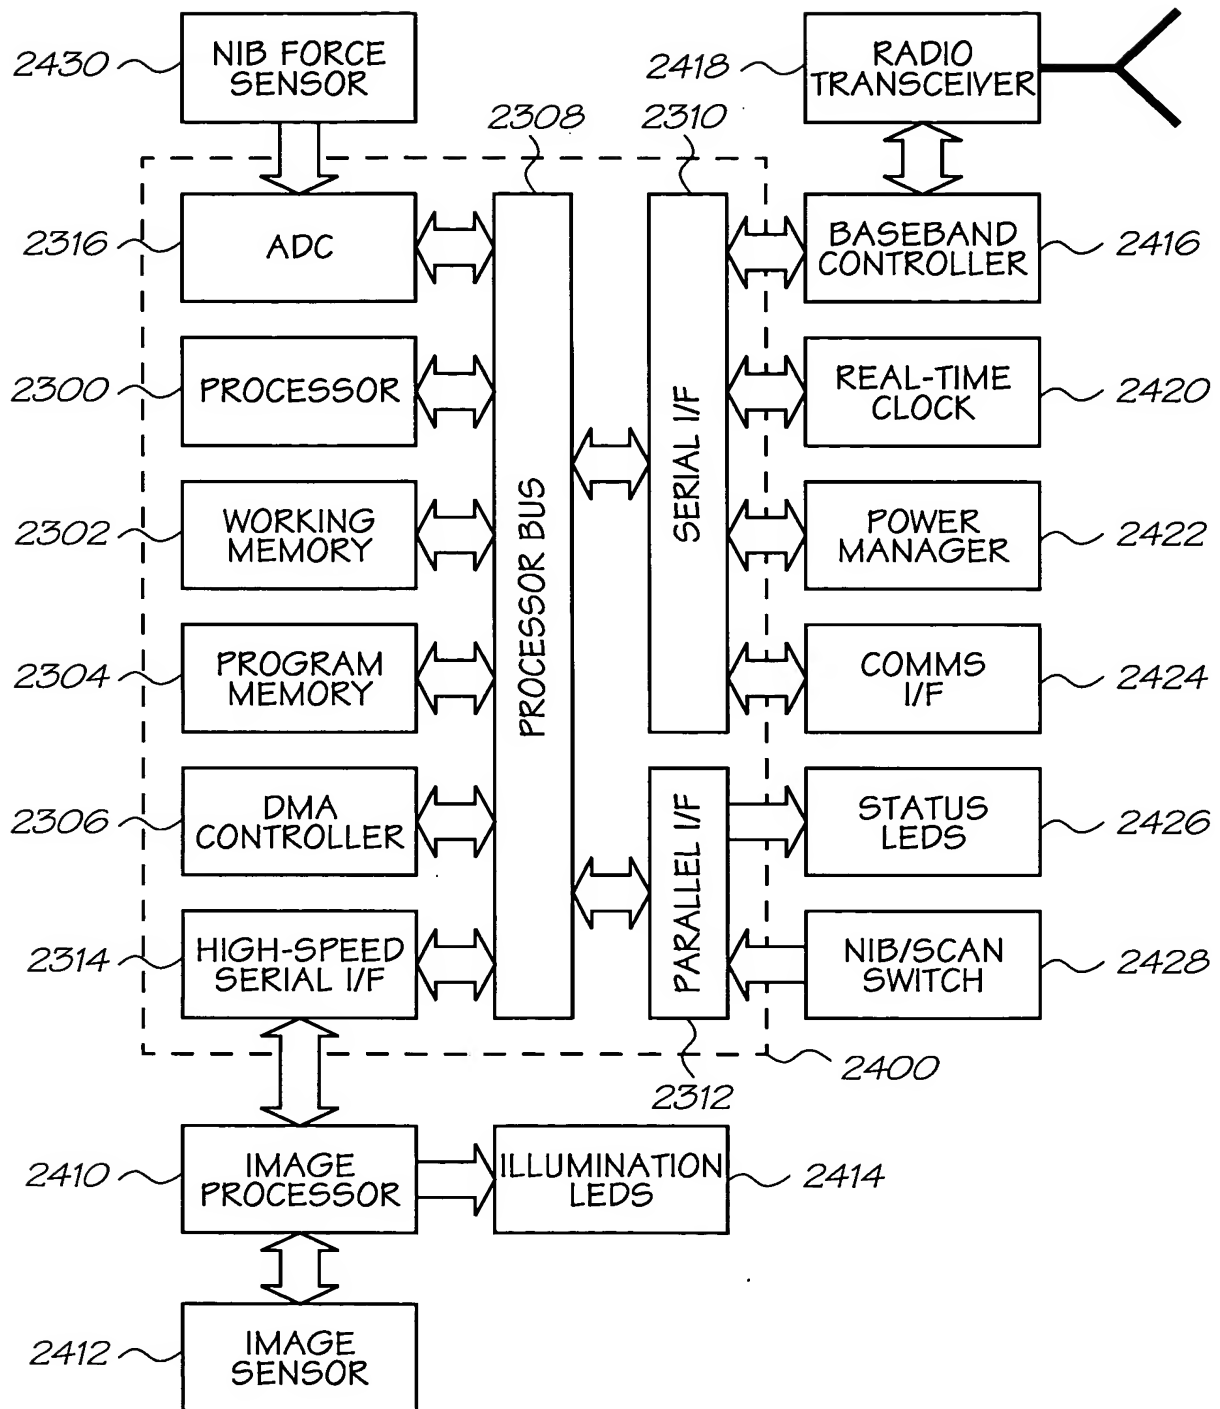 2430
NIB FORCE
SENSOR
2418
RADIO
TRANSCEIVER
2308
2310
2316
ADC
BASEBAND
CONTROLLER
2416
2300
PROCESSOR
REAL-TIME
CLOCK
2420
2302
WORKING
MEMORY
PROCESSOR BUS
SERIAL I/F
POWER
MANAGER
2422
2304
PROGRAM
MEMORY
COMMS
I/F
2424
2306
DMA
CONTROLLER
PARALLEL I/F
STATUS
LEDS
2426
2314
HIGH-SPEED
SERIAL I/F
NIB/SCAN
SWITCH
2428
2400
2312
2410
IMAGE
PROCESSOR
ILLUMINATION
LEDS
2414
2412
IMAGE
SENSOR